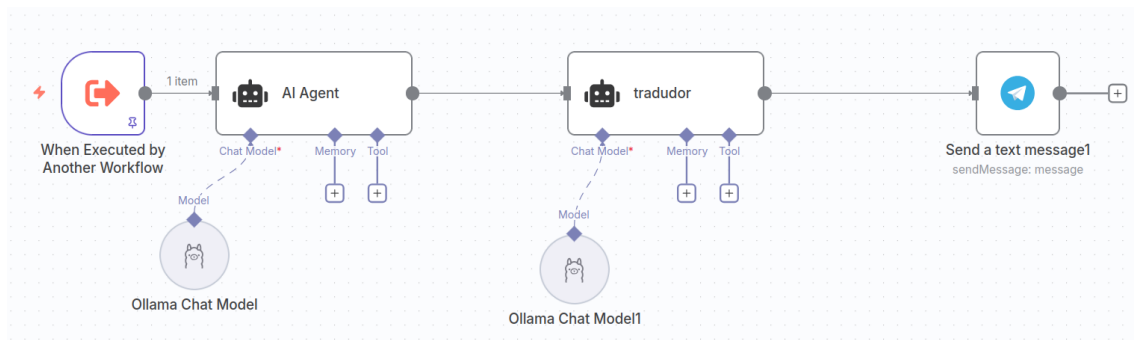 1 item
AI Agent
tradudor
When Executed by
Another Workflow
Chat Model*
Memory
Tool
Chat Model*
Memory
Tool
Send a text message1
sendMessage: message
Model
Model
Ollama Chat Model
Ollama Chat Model1